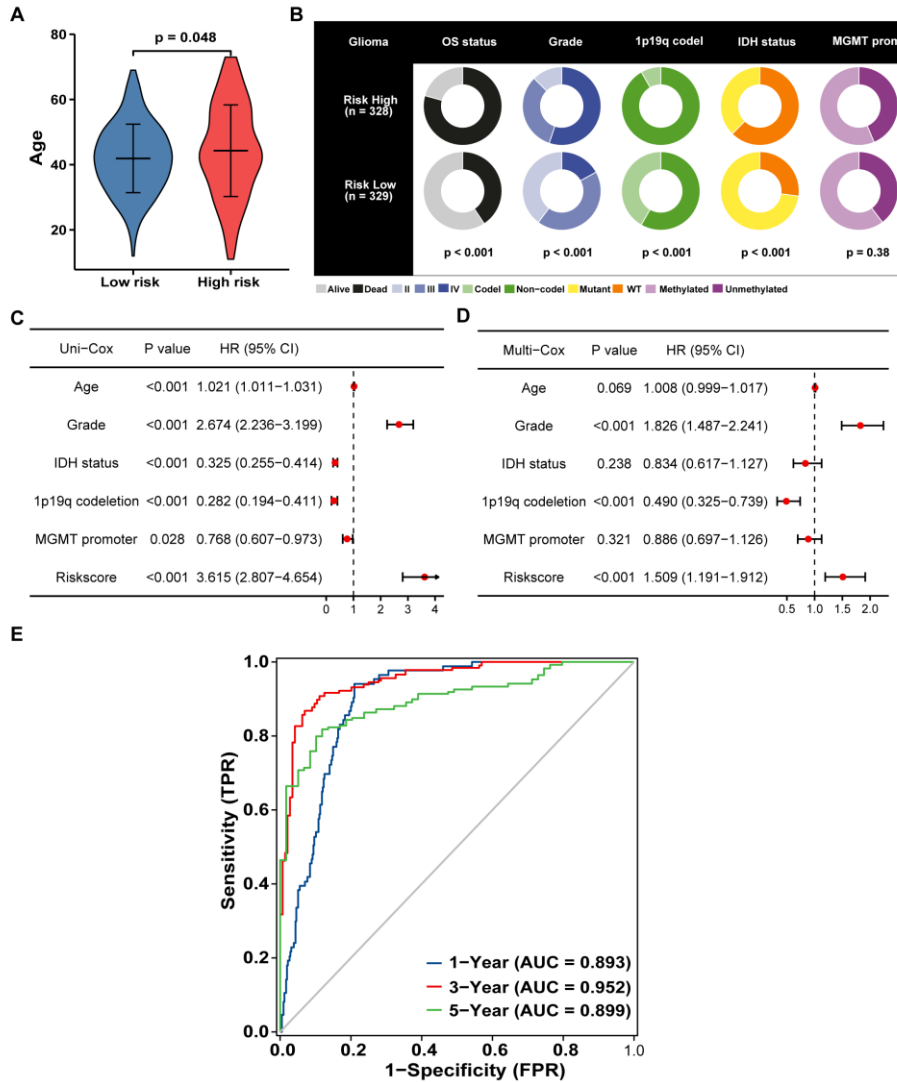 A
p = 0.048
Age
80
60
40
20
Low risk
High risk
B
Glioma OS status Grade 1p19q codel IDH status MGMT prom
Risk High
(n = 328)
Risk Low
(n = 329)
p < 0.001 p < 0.001 p < 0.001 p < 0.001 p = 0.38
Alive Dead II III IV Codel Non-codel Mutant WT Methylated Unmethylated
C
Uni−Cox P value HR (95% CI)
Age <0.001 1.021 (1.011−1.031)
Grade <0.001 2.674 (2.236−3.199)
IDH status <0.001 0.325 (0.255−0.414)
1p19q codeletion <0.001 0.282 (0.194−0.411)
MGMT promoter 0.028 0.768 (0.607−0.973)
Riskscore <0.001 3.615 (2.807−4.654)
0 1 2 3 4
D
Multi−Cox P value HR (95% CI)
Age 0.069 1.008 (0.999−1.017)
Grade <0.001 1.826 (1.487−2.241)
IDH status 0.238 0.834 (0.617−1.127)
1p19q codeletion <0.001 0.490 (0.325−0.739)
MGMT promoter 0.321 0.886 (0.697−1.126)
Riskscore <0.001 1.509 (1.191−1.912)
0.5 1.0 1.5 2.0
E
Sensitivity (TPR)
1.0
0.8
0.6
0.4
0.2
0.0
1−Year (AUC = 0.893)
3−Year (AUC = 0.952)
5−Year (AUC = 0.899)
0.0 0.2 0.4 0.6 0.8 1.0
1−Specificity (FPR)